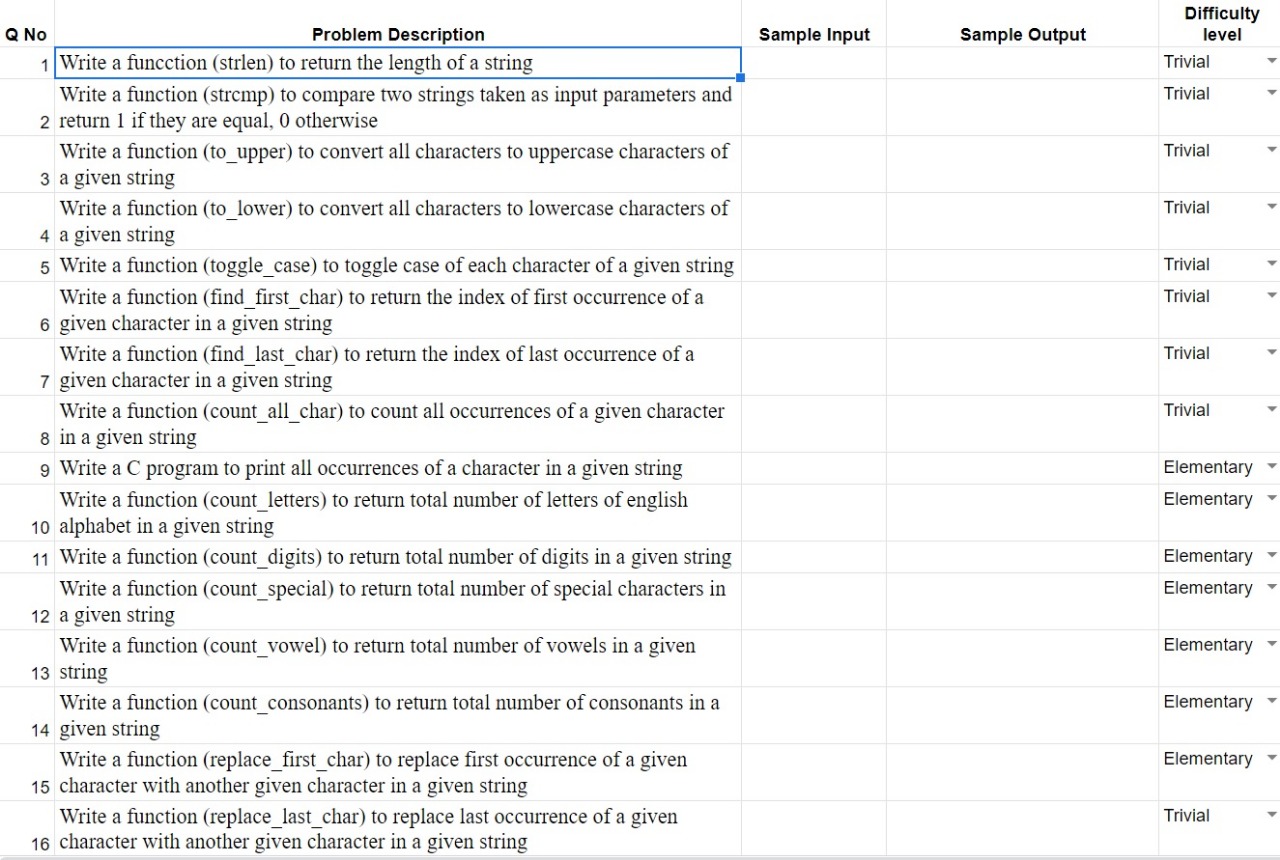 Q No Problem Description Sample Input Sample Output Difficulty level
1 Write a funcction (strlen) to return the length of a string Trivial
Write a function (strcmp) to compare two strings taken as input parameters and Trivial
2 return 1 if they are equal, 0 otherwise
Write a function (to_upper) to convert all characters to uppercase characters of Trivial
3 a given string
Write a function (to_lower) to convert all characters to lowercase characters of Trivial
4 a given string
5 Write a function (toggle_case) to toggle case of each character of a given string Trivial
Write a function (find_first_char) to return the index of first occurrence of a Trivial
6 given character in a given string
Write a function (find_last_char) to return the index of last occurrence of a Trivial
7 given character in a given string
Write a function (count_all_char) to count all occurrences of a given character Trivial
8 in a given string
9 Write a C program to print all occurrences of a character in a given string Elementary
Write a function (count_letters) to return total number of letters of english Elementary
10 alphabet in a given string
11 Write a function (count_digits) to return total number of digits in a given string Elementary
Write a function (count_special) to return total number of special characters in Elementary
12 a given string
Write a function (count_vowel) to return total number of vowels in a given Elementary
13 string
Write a function (count_consonants) to return total number of consonants in a Elementary
14 given string
Write a function (replace_first_char) to replace first occurrence of a given Elementary
15 character with another given character in a given string
Write a function (replace_last_char) to replace last occurrence of a given Trivial
16 character with another given character in a given string